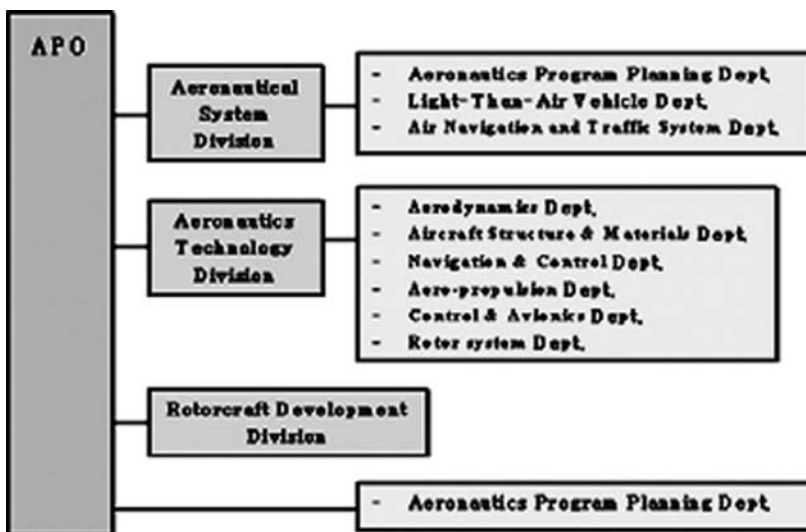 APO
Aeronautical
System
Division
- Aeronautics Program Planning Dept.
- Light-Than-Air Vehicle Dept.
- Air Navigation and Traffic System Dept.
Aeronautics
Technology
Division
- Aerodynamics Dept.
- Aircraft Structure & Materials Dept.
- Navigation & Control Dept.
- Aero-propulsion Dept.
- Control & Avionics Dept.
- Rotor system Dept.
Rotorcraft Development
Division
- Aeronautics Program Planning Dept.